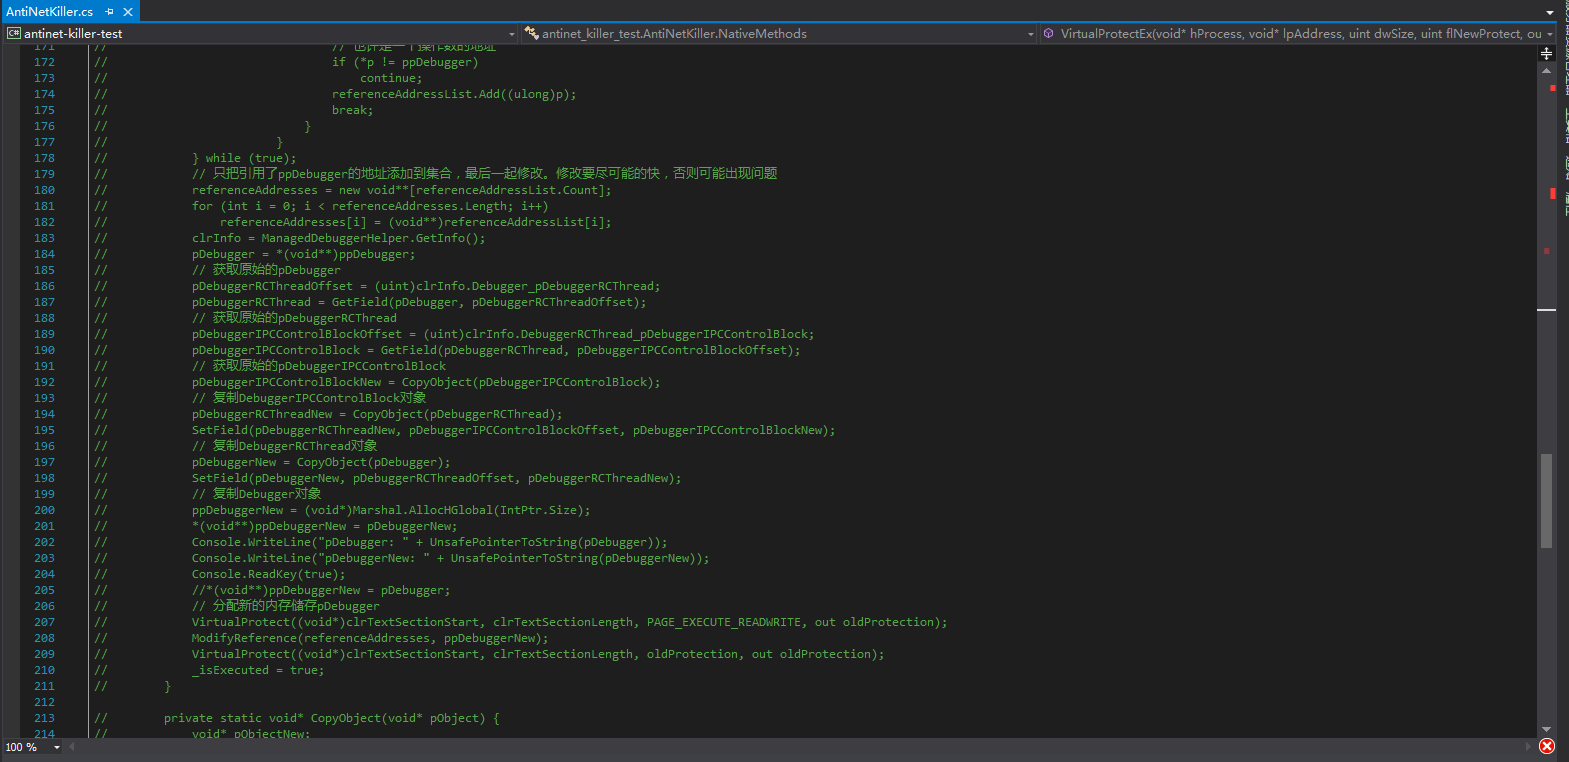 AntiNetKiller.cs
antinet-killer-test antinet_killer_test.AntiNetKiller.NativeMethods VirtualProtectEx(void* hProcess, void* lpAddress, uint dwSize, uint flNewProtect, ou
171 // // 也许是一个操作数的地址
172 // if (*p != ppDebugger)
173 // continue;
174 // referenceAddressList.Add((ulong)p);
175 // break;
176 // }
177 // }
178 // } while (true);
179 // // 只把引用了ppDebugger的地址添加到集合，最后一起修改。修改要尽可能的快，否则可能出现问题
180 // referenceAddresses = new void**[referenceAddressList.Count];
181 // for (int i = 0; i < referenceAddresses.Length; i++)
182 // referenceAddresses[i] = (void**)referenceAddressList[i];
183 // clrInfo = ManagedDebuggerHelper.GetInfo();
184 // pDebugger = *(void**)ppDebugger;
185 // // 获取原始的pDebugger
186 // pDebuggerRCThreadOffset = (uint)clrInfo.Debugger_pDebuggerRCThread;
187 // pDebuggerRCThread = GetField(pDebugger, pDebuggerRCThreadOffset);
188 // // 获取原始的pDebuggerRCThread
189 // pDebuggerIPCControlBlockOffset = (uint)clrInfo.DebuggerRCThread_pDebuggerIPCControlBlock;
190 // pDebuggerIPCControlBlock = GetField(pDebuggerRCThread, pDebuggerIPCControlBlockOffset);
191 // // 获取原始的pDebuggerIPCControlBlock
192 // pDebuggerIPCControlBlockNew = CopyObject(pDebuggerIPCControlBlock);
193 // // 复制DebuggerIPCControlBlock对象
194 // pDebuggerRCThreadNew = CopyObject(pDebuggerRCThread);
195 // SetField(pDebuggerRCThreadNew, pDebuggerIPCControlBlockOffset, pDebuggerIPCControlBlockNew);
196 // // 复制DebuggerRCThread对象
197 // pDebuggerNew = CopyObject(pDebugger);
198 // SetField(pDebuggerNew, pDebuggerRCThreadOffset, pDebuggerRCThreadNew);
199 // // 复制Debugger对象
200 // ppDebuggerNew = (void*)Marshal.AllocHGlobal(IntPtr.Size);
201 // *(void**)ppDebuggerNew = pDebuggerNew;
202 // Console.WriteLine("pDebugger: " + UnsafePointerToString(pDebugger));
203 // Console.WriteLine("pDebuggerNew: " + UnsafePointerToString(pDebuggerNew));
204 // Console.ReadKey(true);
205 // //*(void**)ppDebuggerNew = pDebugger;
206 // // 分配新的内存储存pDebugger
207 // VirtualProtect((void*)clrTextSectionStart, clrTextSectionLength, PAGE_EXECUTE_READWRITE, out oldProtection);
208 // ModifyReference(referenceAddresses, ppDebuggerNew);
209 // VirtualProtect((void*)clrTextSectionStart, clrTextSectionLength, oldProtection, out oldProtection);
210 // _isExecuted = true;
211 // }
212
213 // private static void* CopyObject(void* pObject) {
214 // void* pObjectNew;
100 %